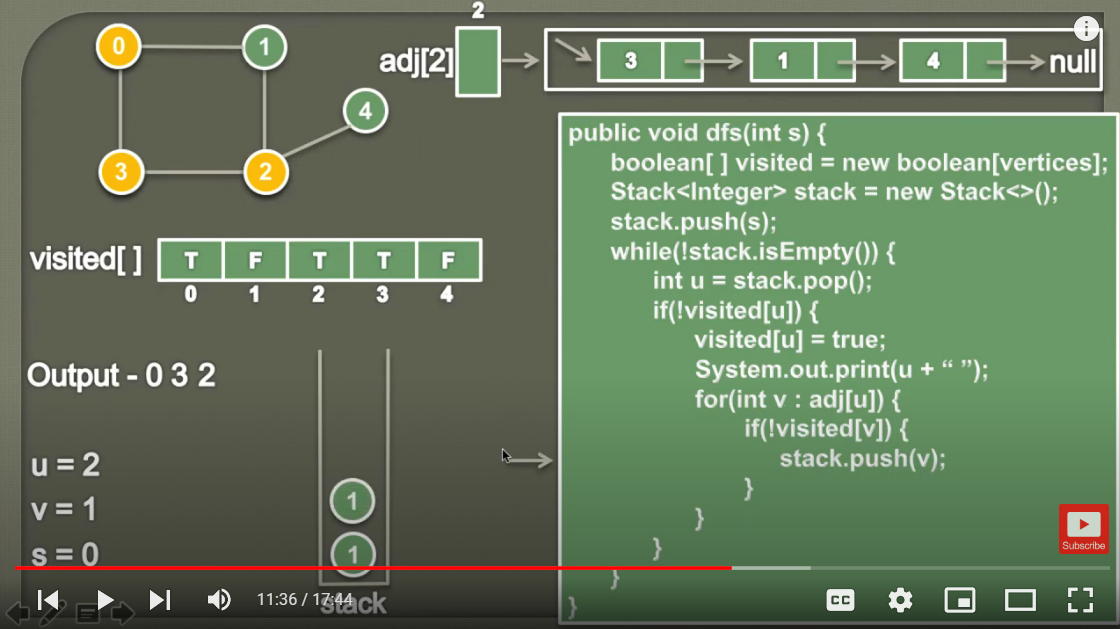 2
0 1 adj[2] 3 1 4 null
4
3 2
public void dfs(int s) {
boolean[ ] visited = new boolean[vertices];
Stack<Integer> stack = new Stack<>();
stack.push(s);
while(!stack.isEmpty()) {
int u = stack.pop();
if(!visited[u]) {
visited[u] = true;
System.out.print(u + “ ”);
for(int v : adj[u]) {
if(!visited[v]) {
stack.push(v);
}
}
}
}
}
visited[ ] T F T T F
0 1 2 3 4
Output - 0 3 2
u = 2
v = 1
s = 0
1
1
stack
Subscribe
11:36 / 17:44
CC